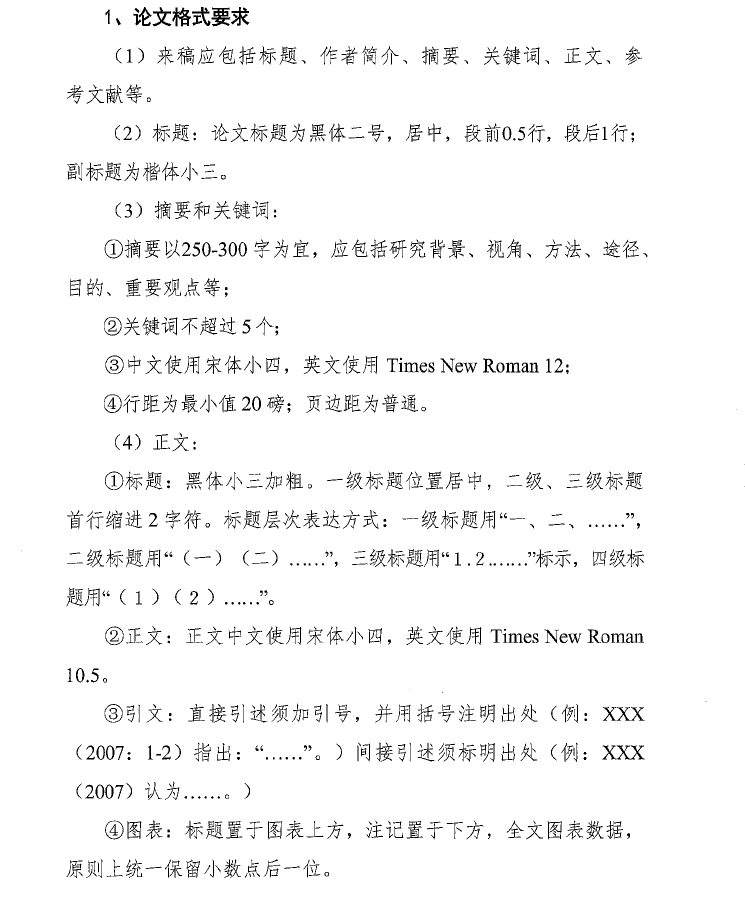 1、论文格式要求
（1）来稿应包括标题、作者简介、摘要、关键词、正文、参
考文献等。
（2）标题：论文标题为黑体二号，居中，段前0.5行，段后1行；
副标题为楷体小三。
（3）摘要和关键词：
①摘要以250-300 字为宜，应包括研究背景、视角、方法、途径、
目的、重要观点等；
②关键词不超过 5 个；
③中文使用宋体小四，英文使用 Times New Roman 12；
④行距为最小值 20 磅；页边距为普通。
（4）正文：
①标题：黑体小三加粗。一级标题位置居中，二级、三级标题
首行缩进 2 字符。标题层次表达方式：一级标题用“一、二、……”，
二级标题用“（一）（二）……”，三级标题用“１.２.……”标示，四级标
题用“（１）（２）……”。
②正文：正文中文使用宋体小四，英文使用 Times New Roman
10.5。
③引文：直接引述须加引号，并用括号注明出处（例：XXX
（2007：1-2）指出：“……”。）间接引述须标明出处（例：XXX
（2007）认为……。）
④图表：标题置于图表上方，注记置于下方，全文图表数据，
原则上统一保留小数点后一位。